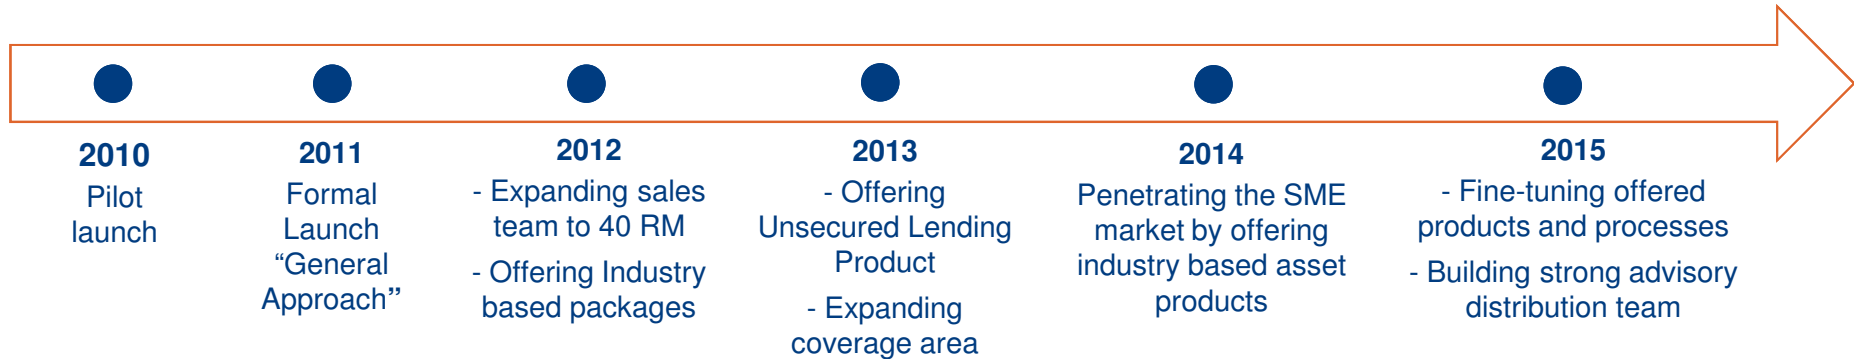 2010
Pilot
launch
2011
Formal
Launch
“General
Approach”
2012
- Expanding sales
team to 40 RM
- Offering Industry
based packages
2013
- Offering
Unsecured Lending
Product
- Expanding
coverage area
2014
Penetrating the SME
market by offering
industry based asset
products
2015
- Fine-tuning offered
products and processes
- Building strong advisory
distribution team